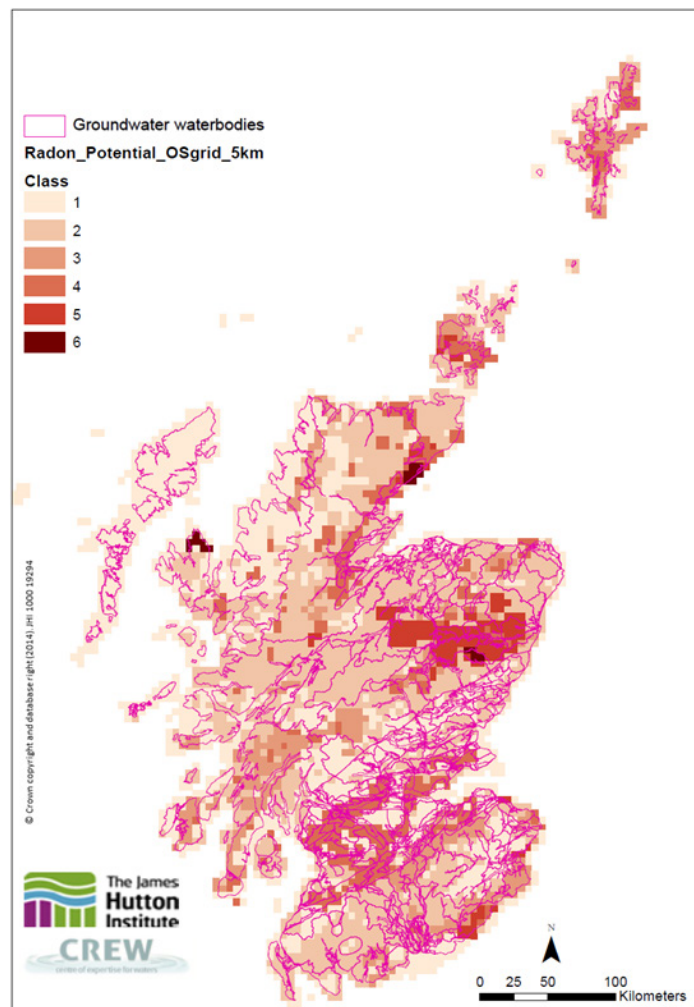 Groundwater waterbodies
Radon_Potential_OSgrid_5km
Class
1
2
3
4
5
6
© Crown copyright and database right (2014). JHI 1000 19294
The James
Hutton
Institute
CREW
centre of expertise for waters
N
0 25 50 100
Kilometers